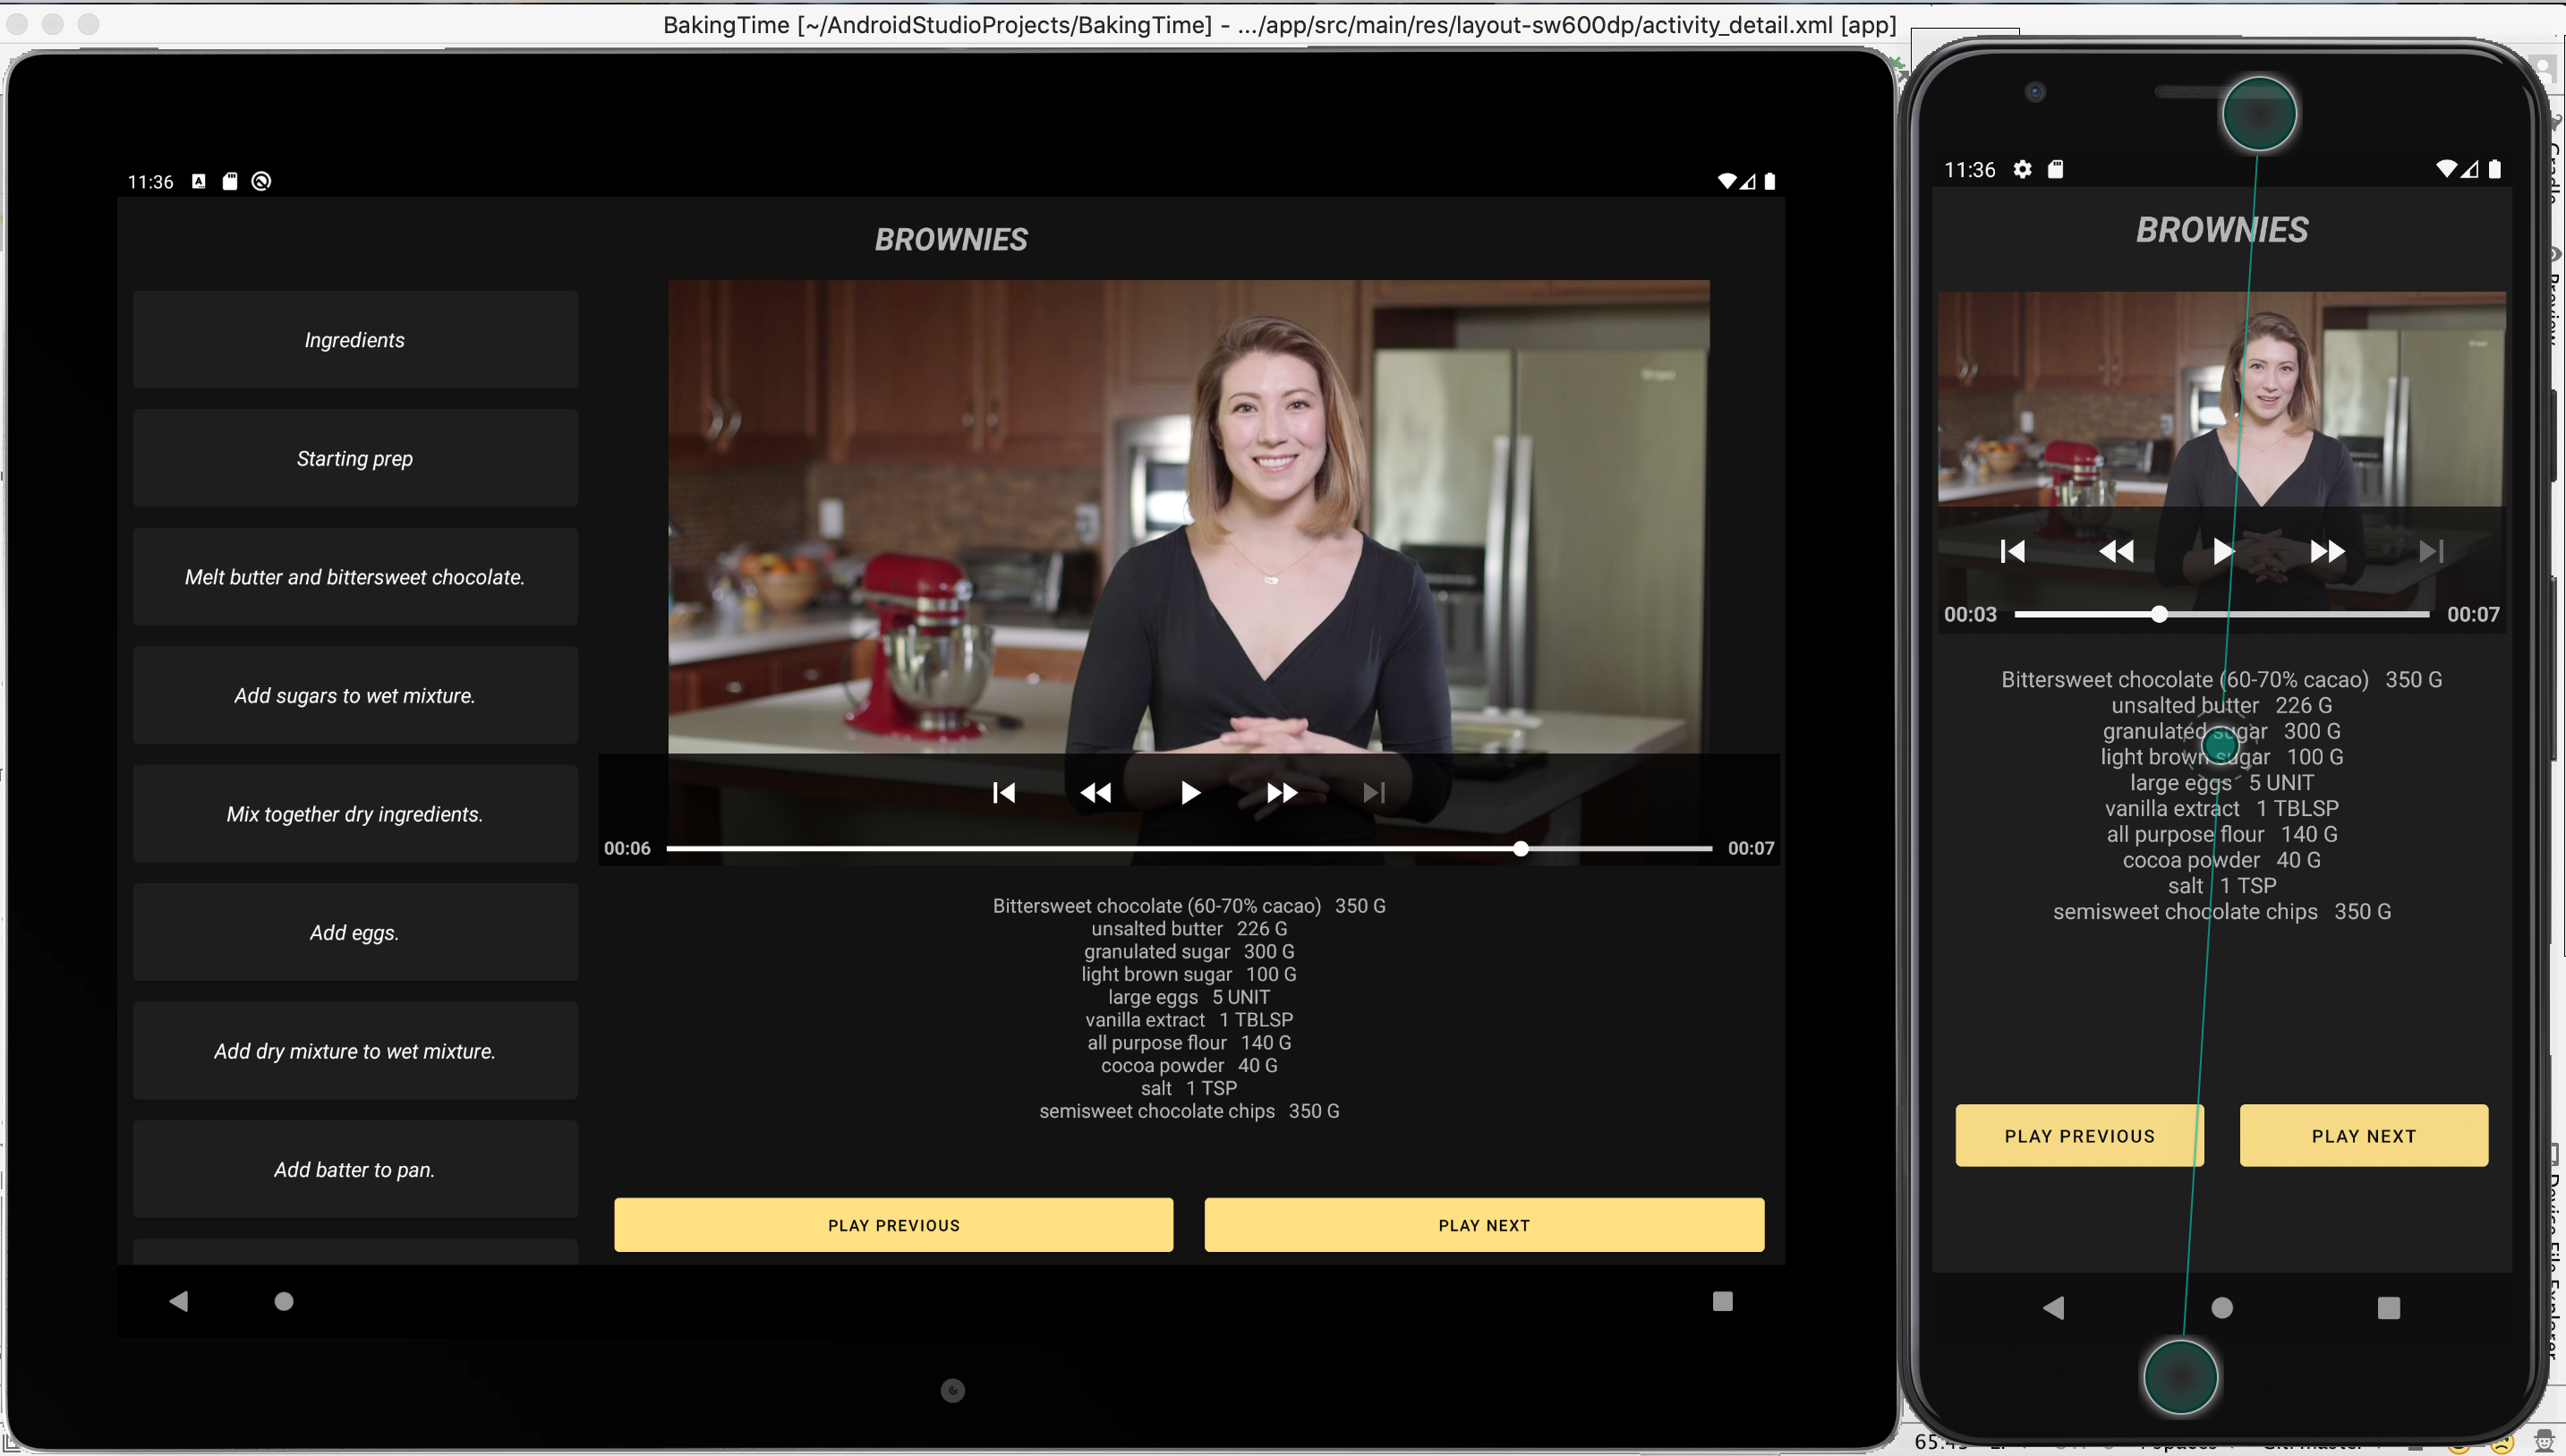 BakingTime [~/AndroidStudioProjects/BakingTime] - .../app/src/main/res/layout-sw600dp/activity_detail.xml [app]
11:36
BROWNIES
Ingredients
Starting prep
Melt butter and bittersweet chocolate.
Add sugars to wet mixture.
Mix together dry ingredients.
Add eggs.
Add dry mixture to wet mixture.
Add batter to pan.
00:06 00:07
Bittersweet chocolate (60-70% cacao) 350 G
unsalted butter 226 G
granulated sugar 300 G
light brown sugar 100 G
large eggs 5 UNIT
vanilla extract 1 TBLSP
all purpose flour 140 G
cocoa powder 40 G
salt 1 TSP
semisweet chocolate chips 350 G
PLAY PREVIOUS PLAY NEXT
11:36
BROWNIES
00:03 00:07
Bittersweet chocolate (60-70% cacao) 350 G
unsalted butter 226 G
granulated sugar 300 G
light brown sugar 100 G
large eggs 5 UNIT
vanilla extract 1 TBLSP
all purpose flour 140 G
cocoa powder 40 G
salt 1 TSP
semisweet chocolate chips 350 G
PLAY PREVIOUS PLAY NEXT